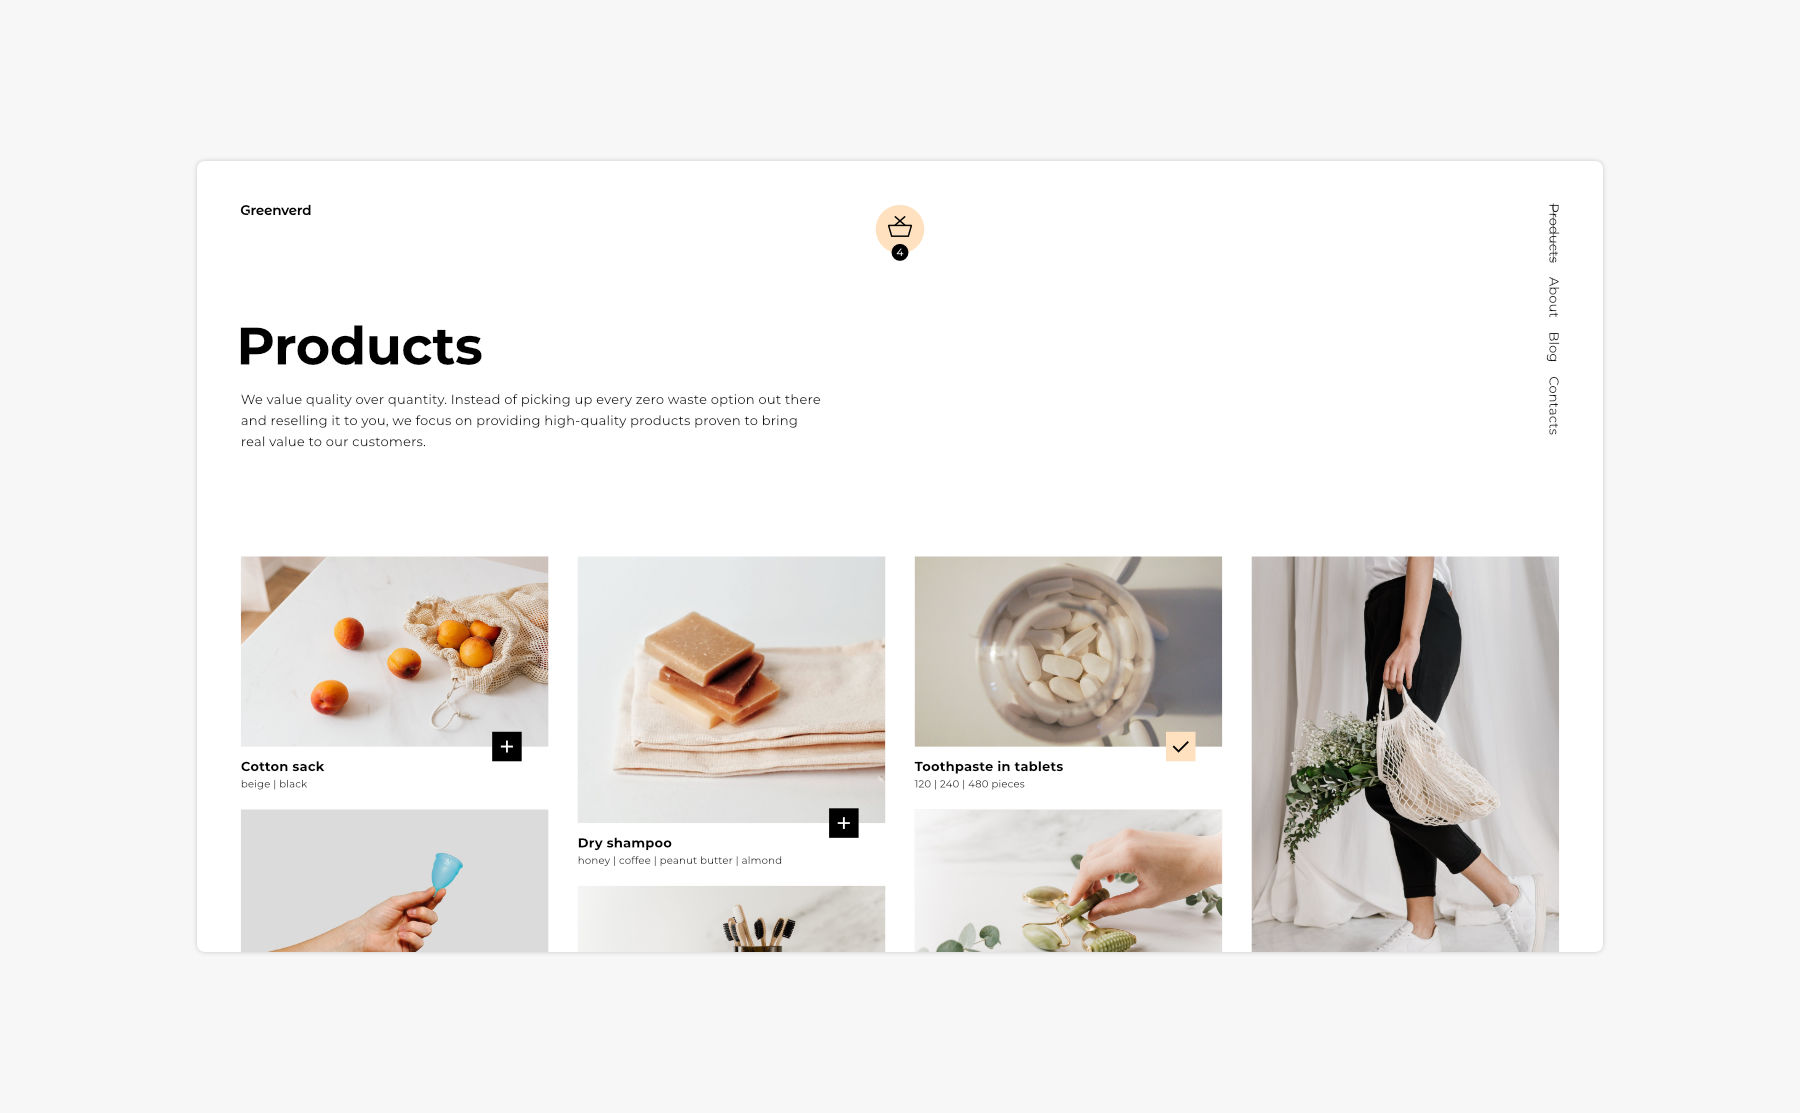 Greenverd
4
Products
About
Blog
Contacts
Products
We value quality over quantity. Instead of picking up every zero waste option out there
and reselling it to you, we focus on providing high-quality products proven to bring
real value to our customers.
Cotton sack
beige | black
Dry shampoo
honey | coffee | peanut butter | almond
Toothpaste in tablets
120 | 240 | 480 pieces